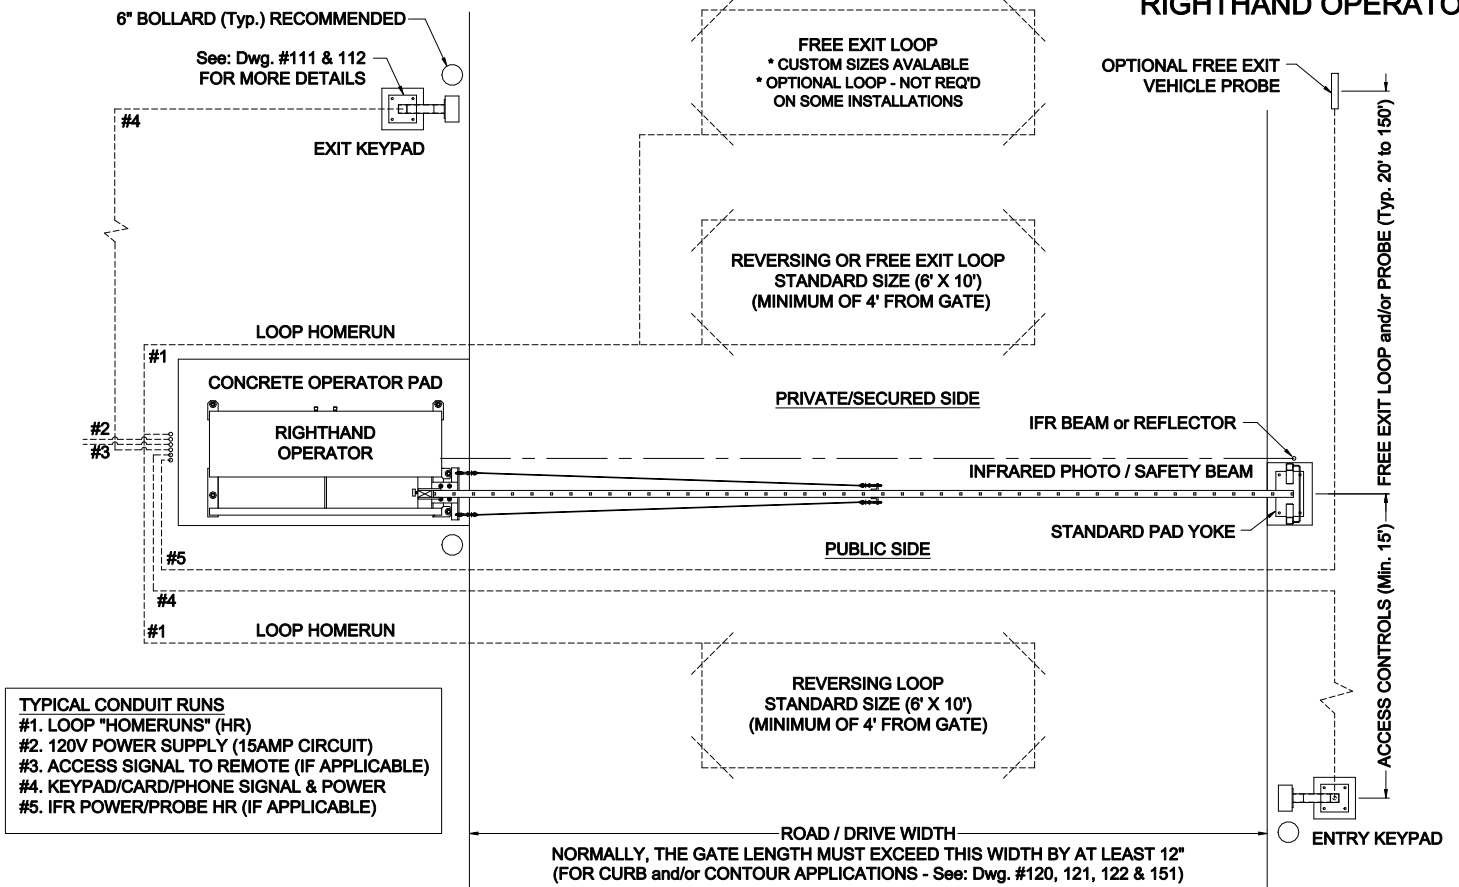 RIGHTHAND OPERATO
6" BOLLARD (Typ.) RECOMMENDED
See: Dwg. #111 & 112
FOR MORE DETAILS
#4
EXIT KEYPAD
FREE EXIT LOOP
* CUSTOM SIZES AVALABLE
* OPTIONAL LOOP - NOT REQ'D
ON SOME INSTALLATIONS
OPTIONAL FREE EXIT
VEHICLE PROBE
FREE EXIT LOOP and/or PROBE (Typ. 20' to 150')
REVERSING OR FREE EXIT LOOP
STANDARD SIZE (6' X 10')
(MINIMUM OF 4' FROM GATE)
LOOP HOMERUN
#1
CONCRETE OPERATOR PAD
PRIVATE/SECURED SIDE
RIGHTHAND
OPERATOR
#2
#3
IFR BEAM or REFLECTOR
INFRARED PHOTO / SAFETY BEAM
STANDARD PAD YOKE
PUBLIC SIDE
#5
#4
#1
LOOP HOMERUN
ACCESS CONTROLS (Min. 15')
REVERSING LOOP
STANDARD SIZE (6' X 10')
(MINIMUM OF 4' FROM GATE)
TYPICAL CONDUIT RUNS
#1. LOOP "HOMERUNS" (HR)
#2. 120V POWER SUPPLY (15AMP CIRCUIT)
#3. ACCESS SIGNAL TO REMOTE (IF APPLICABLE)
#4. KEYPAD/CARD/PHONE SIGNAL & POWER
#5. IFR POWER/PROBE HR (IF APPLICABLE)
ENTRY KEYPAD
ROAD / DRIVE WIDTH
NORMALLY, THE GATE LENGTH MUST EXCEED THIS WIDTH BY AT LEAST 12"
(FOR CURB and/or CONTOUR APPLICATIONS - See: Dwg. #120, 121, 122 & 151)